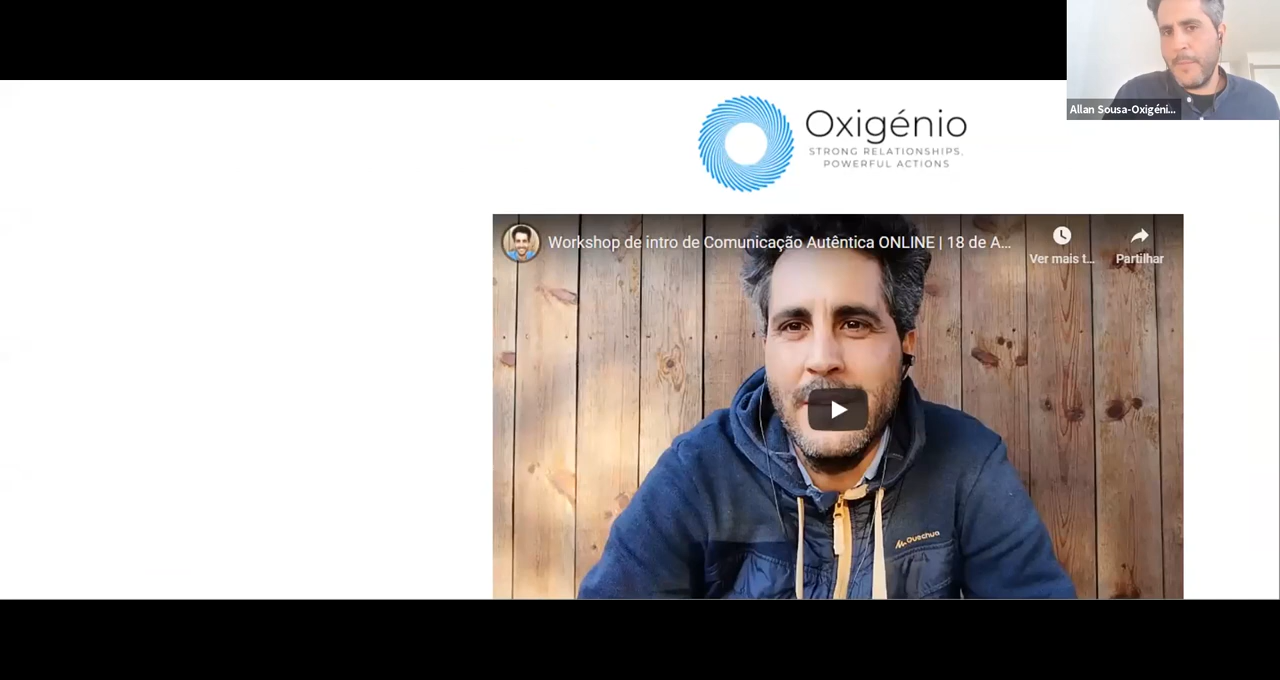 Allan Sousa-Oxigéni...
Oxigénio
STRONG RELATIONSHIPS,
POWERFUL ACTIONS
Workshop de intro de Comunicação Autêntica ONLINE | 18 de A...
Ver mais t...
Partilhar
Quechua